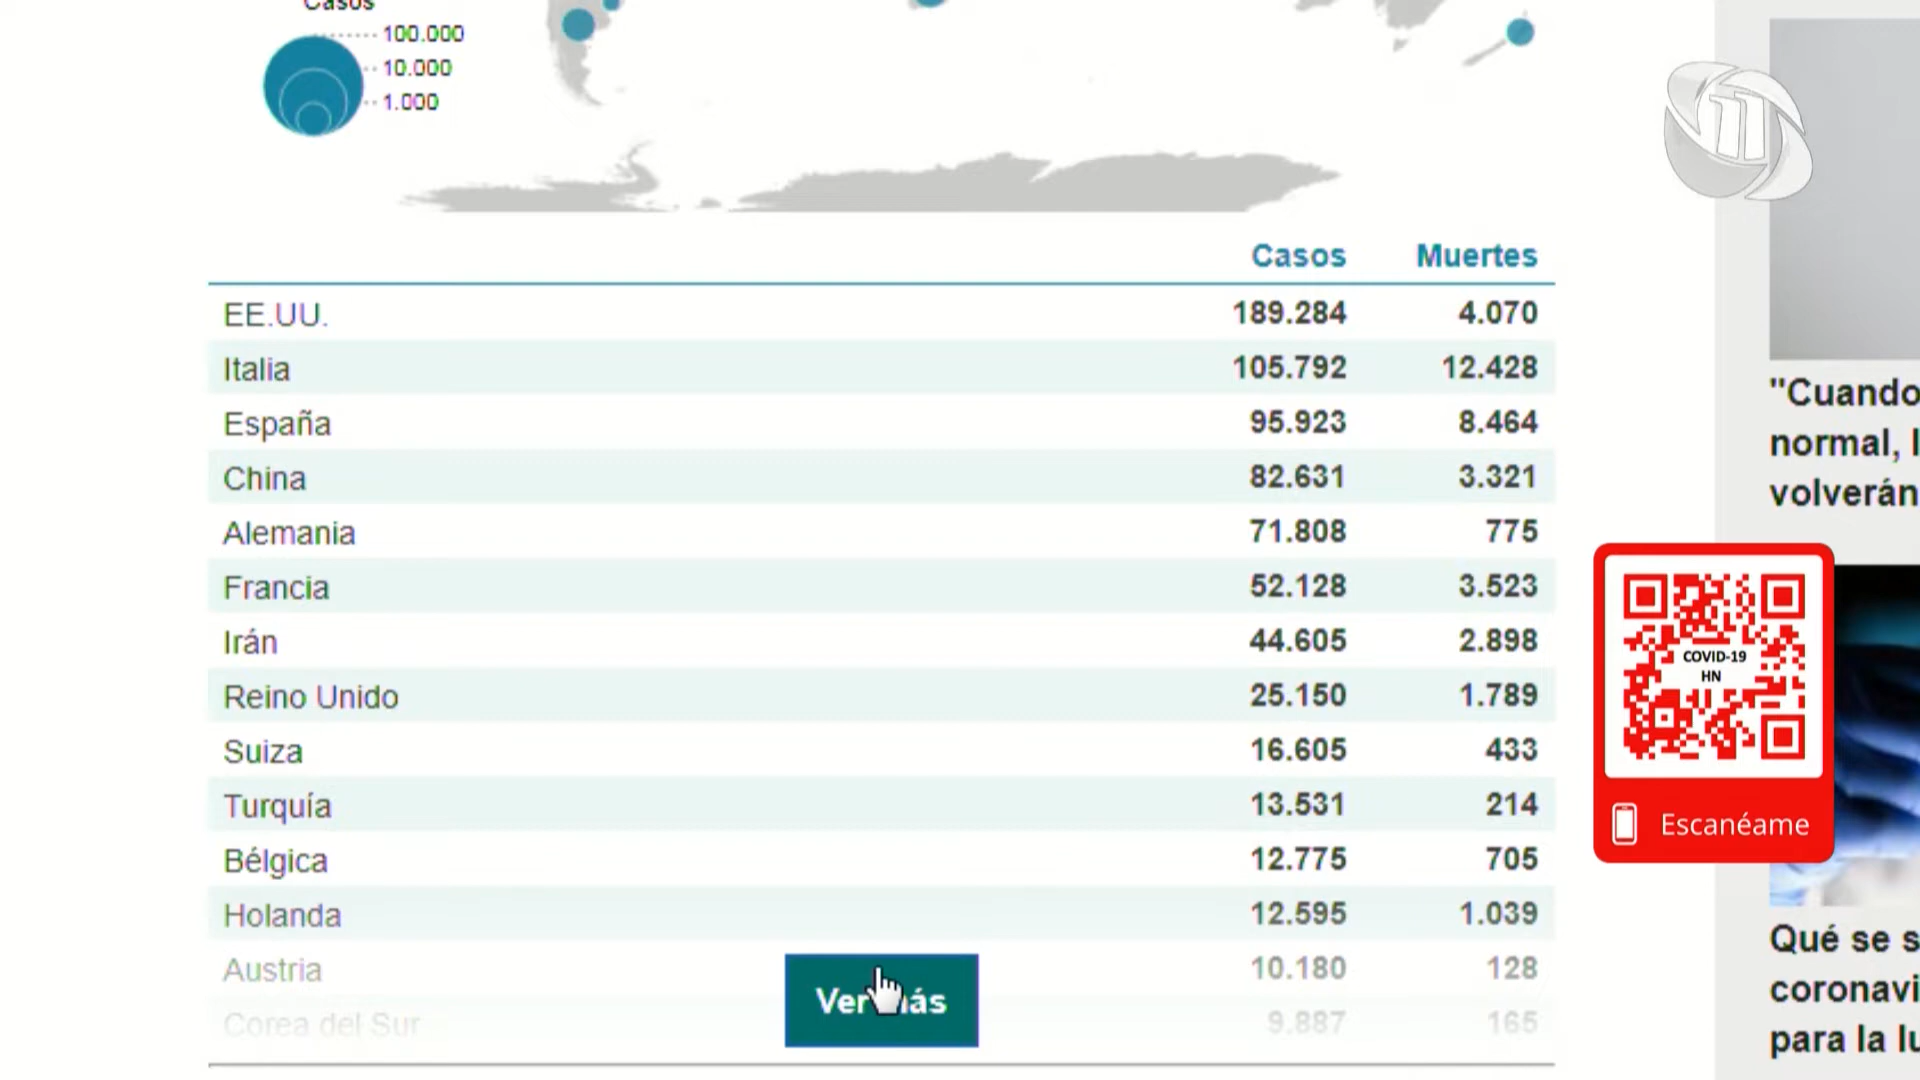 Casos
100.000
10.000
1.000
Casos Muertes
EE.UU. 189.284 4.070
Italia 105.792 12.428
España 95.923 8.464
China 82.631 3.321
Alemania 71.808 775
Francia 52.128 3.523
Irán 44.605 2.898
Reino Unido 25.150 1.789
Suiza 16.605 433
Turquía 13.531 214
Bélgica 12.775 705
Holanda 12.595 1.039
Austria 10.180 128
Corea del Sur 9.887 165
Ver más
11
"Cuando
normal, l
volverán
COVID-19
HN
Escanéame
Qué se s
coronavi
para la lu